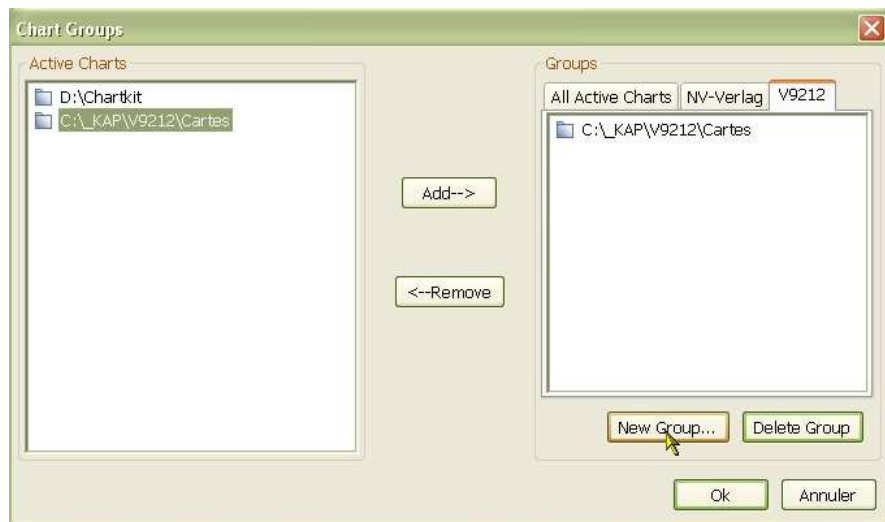 Chart Groups
Active Charts
D:\Chartkit
C:\_KAP\V9212\Cartes
Add-->
<--Remove
Groups
All Active Charts NV-Verlag V9212
C:\_KAP\V9212\Cartes
New Group... Delete Group
Ok Annuler